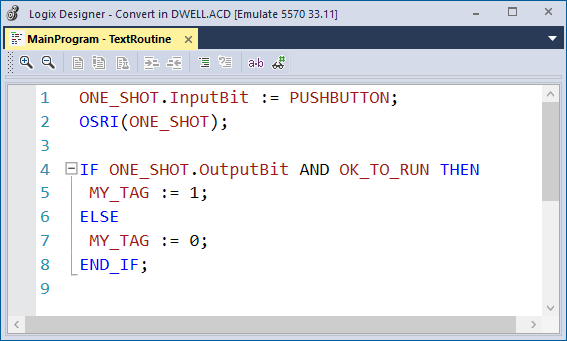 Logix Designer - Convert in DWELL.ACD [Emulate 5570 33.11]
MainProgram - TextRoutine
a‹b
1 ONE_SHOT.InputBit := PUSHBUTTON;
2 OSRI(ONE_SHOT);
3
4 IF ONE_SHOT.OutputBit AND OK_TO_RUN THEN
5 MY_TAG := 1;
6 ELSE
7 MY_TAG := 0;
8 END_IF;
9